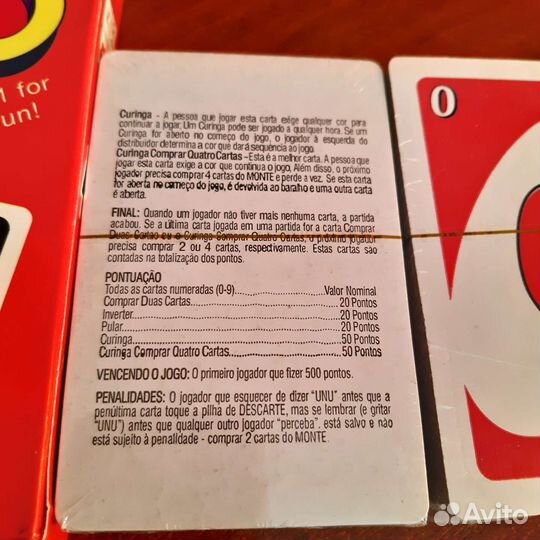 1 for
un!
Curinga - A pessoa que jogar esta carta exige qualquer cor para
continuar a jogar. Um Curinga pode ser jogado a qualquer hora. Se um
Curinga for aberto no começo do jogo, o jogador à esquerda do
distribuidor determina a cor que dará sequência ao jogo.
Curinga Comprar Quatro Cartas - Esta é a melhor carta. A pessoa que
jogar esta carta exige a cor que continua o jogo. Além disso, o próximo
jogador precisa comprar 4 cartas do MONTE e perde a vez. Se esta carta
for aberta no começo do jogo, é devolvida ao baralho e uma outra carta
é aberta.
FINAL: Quando um jogador não tiver mais nenhuma carta, a partida
acabou. Se a última carta jogada em uma partida for a carta Comprar
Duas Cartas ou a Curinga Comprar Quatro Cartas, o próximo jogador
precisa comprar 2 ou 4 cartas, respectivamente. Estas cartas são
contadas na totalização dos pontos.
PONTUAÇÃO
Todas as cartas numeradas (0-9)...............Valor Nominal
Comprar Duas Cartas...............20 Pontos
Inverter...............20 Pontos
Pular...............20 Pontos
Curinga...............50 Pontos
Curinga Comprar Quatro Cartas...............50 Pontos
VENCENDO O JOGO: O primeiro jogador que fizer 500 pontos.
PENALIDADES: O jogador que esquecer de dizer "UNU" antes que a
penúltima carta toque a pilha de DESCARTE, mas se lembrar (e gritar
"UNU") antes que qualquer outro jogador "perceba", está salvo e não
está sujeito à penalidade - comprar 2 cartas do MONTE.
0
Avito